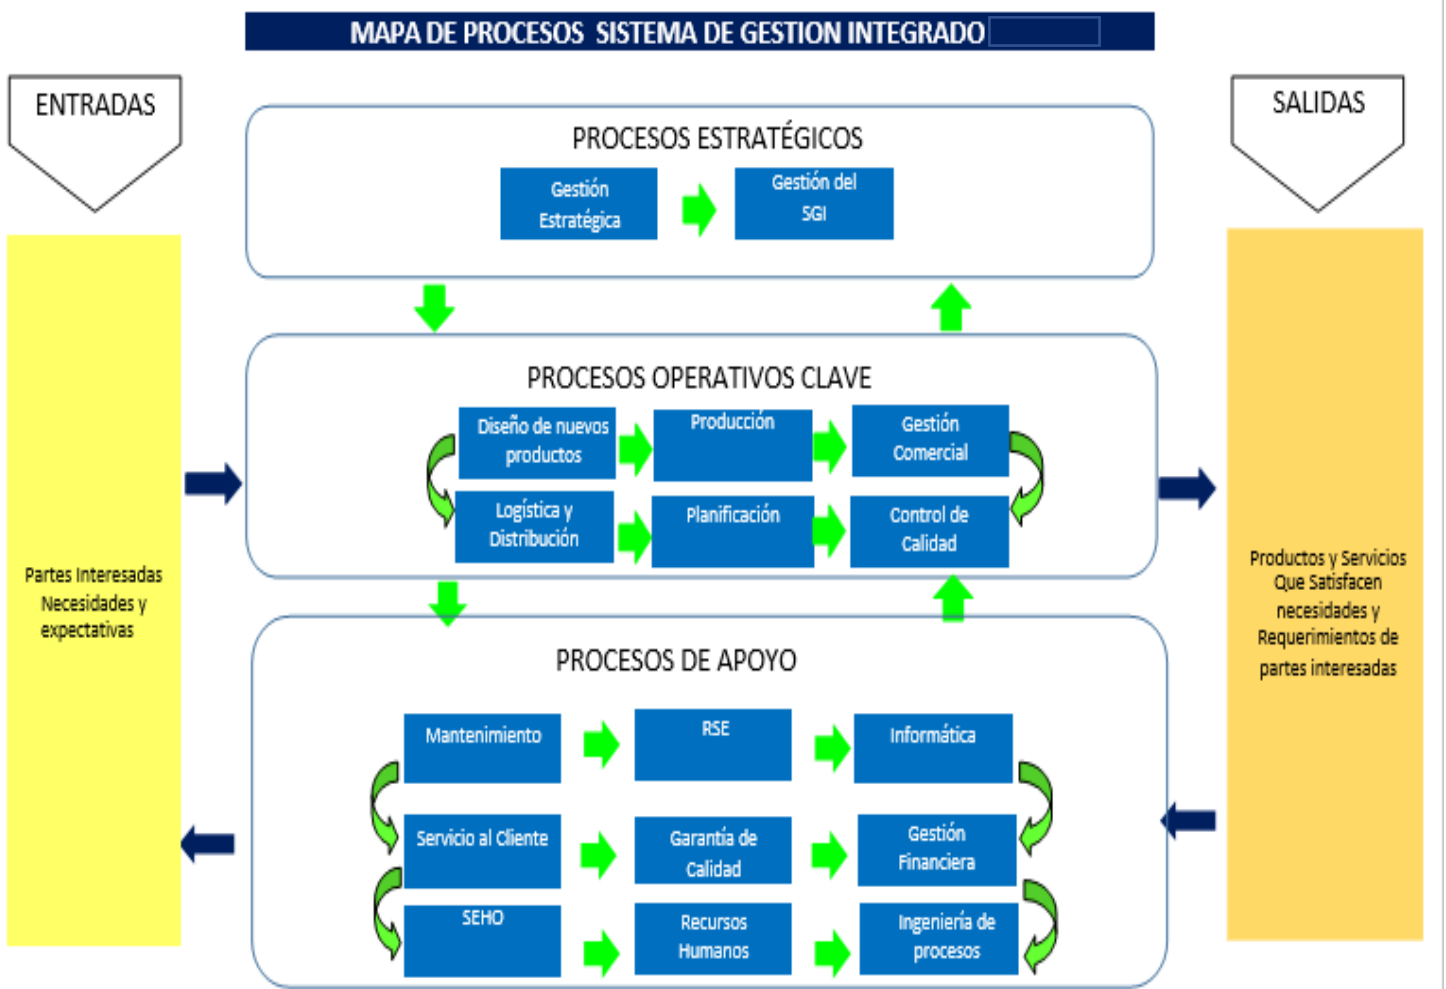 MAPA DE PROCESOS SISTEMA DE GESTION INTEGRADO
ENTRADAS
SALIDAS
PROCESOS ESTRATÉGICOS
Gestión
Estratégica
Gestión del
SGI
PROCESOS OPERATIVOS CLAVE
Diseño de nuevos
productos
Producción
Gestión
Comercial
Logística y
Distribución
Planificación
Control de
Calidad
Partes Interesadas
Necesidades y
expectativas
Productos y Servicios
Que Satisfacen
necesidades y
Requerimientos de
partes interesadas
PROCESOS DE APOYO
Mantenimiento
RSE
Informática
Servicio al Cliente
Garantía de
Calidad
Gestión
Financiera
SEHO
Recursos
Humanos
Ingeniería de
procesos